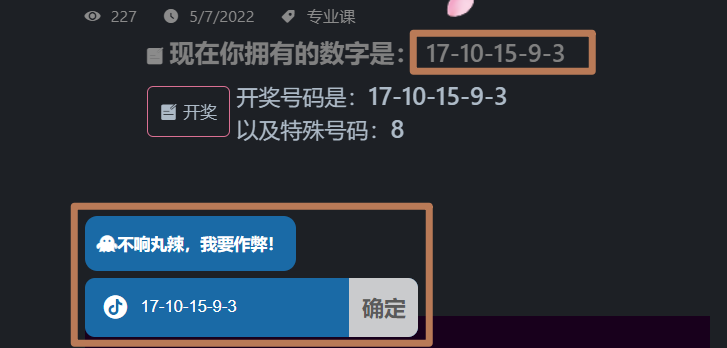 227 5/7/2022 专业课
现在你拥有的数字是： 17-10-15-9-3
开奖 开奖号码是：17-10-15-9-3
以及特殊号码：8
不响丸辣，我要作弊！
17-10-15-9-3 确定